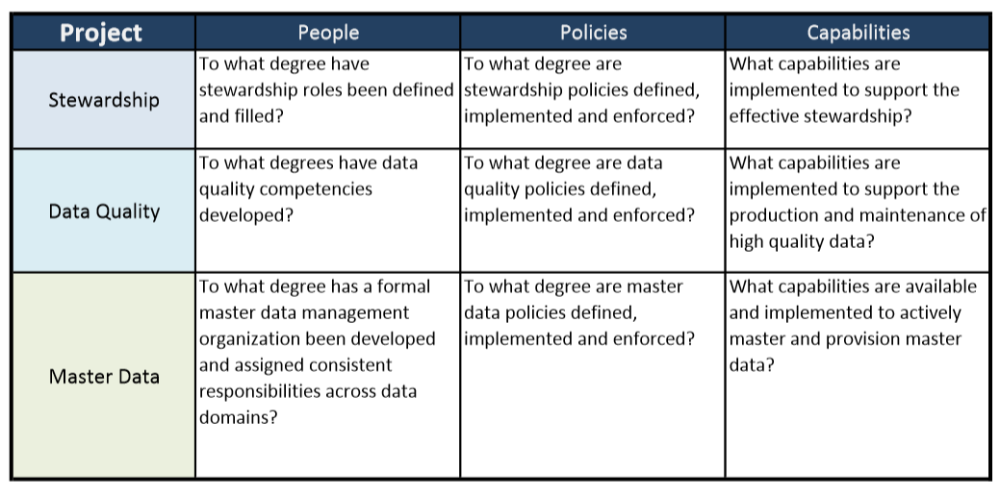 Project People Policies Capabilities
Stewardship
To what degree have
stewardship roles been defined
and filled?
To what degree are
stewardship policies defined,
implemented and enforced?
What capabilities are
implemented to support the
effective stewardship?
Data Quality
To what degrees have data
quality competencies
developed?
To what degree are data
quality policies defined,
implemented and enforced?
What capabilities are
implemented to support the
production and maintenance of
high quality data?
Master Data
To what degree has a formal
master data management
organization been developed
and assigned consistent
responsibilities across data
domains?
To what degree are master
data policies defined,
implemented and enforced?
What capabilities are available
and implemented to actively
master and provision master
data?